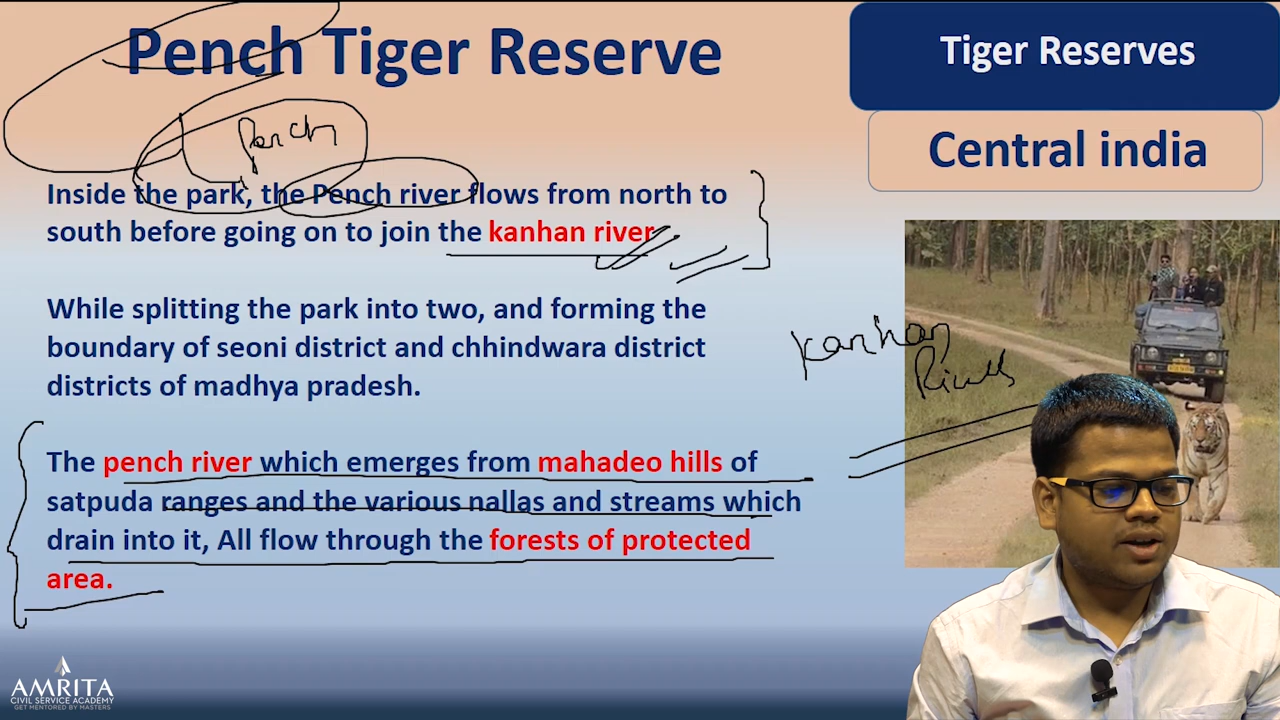 Pench Tiger Reserve
Tiger Reserves
Central india
Pench
Inside the park, the Pench river flows from north to
south before going on to join the kanhan river
While splitting the park into two, and forming the
boundary of seoni district and chhindwara district
districts of madhya pradesh.
kanhan
The pench river which emerges from mahadeo hills of
satpuda ranges and the various nallas and streams which
drain into it, All flow through the forests of protected
area.
AMRITA
CIVIL SERVICE ACADEMY
GET MENTORED BY MASTERS